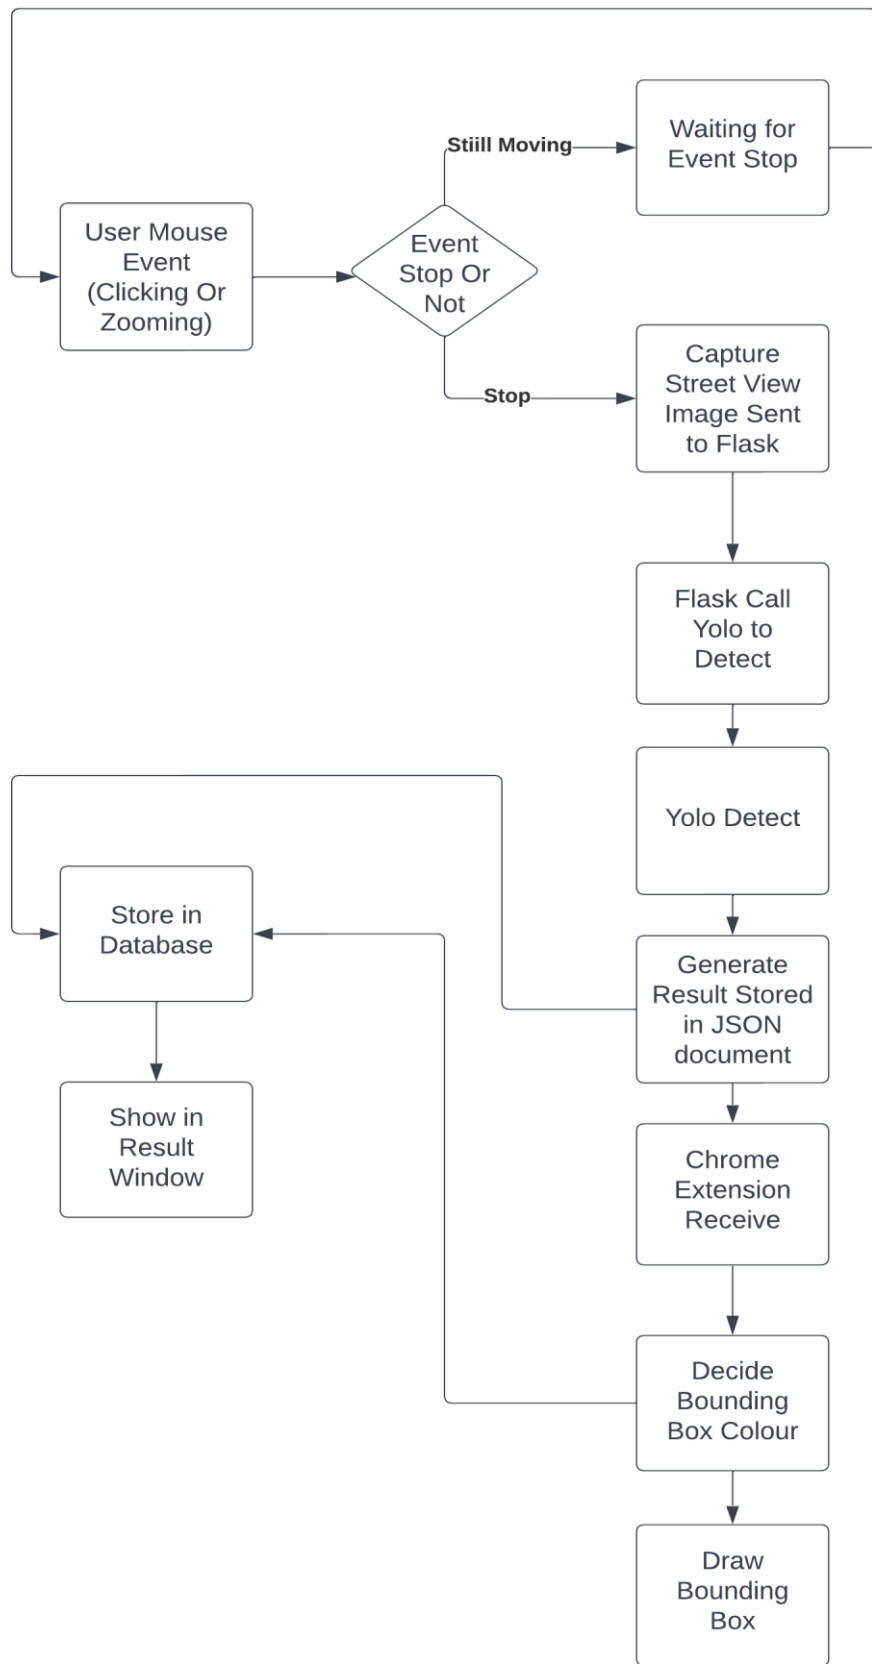 Stiill Moving
Waiting for
Event Stop
User Mouse
Event
(Clicking Or
Zooming)
Event
Stop Or
Not
Stop
Capture
Street View
Image Sent
to Flask
Flask Call
Yolo to
Detect
Yolo Detect
Store in
Database
Generate
Result Stored
in JSON
document
Show in
Result
Window
Chrome
Extension
Receive
Decide
Bounding
Box Colour
Draw
Bounding
Box